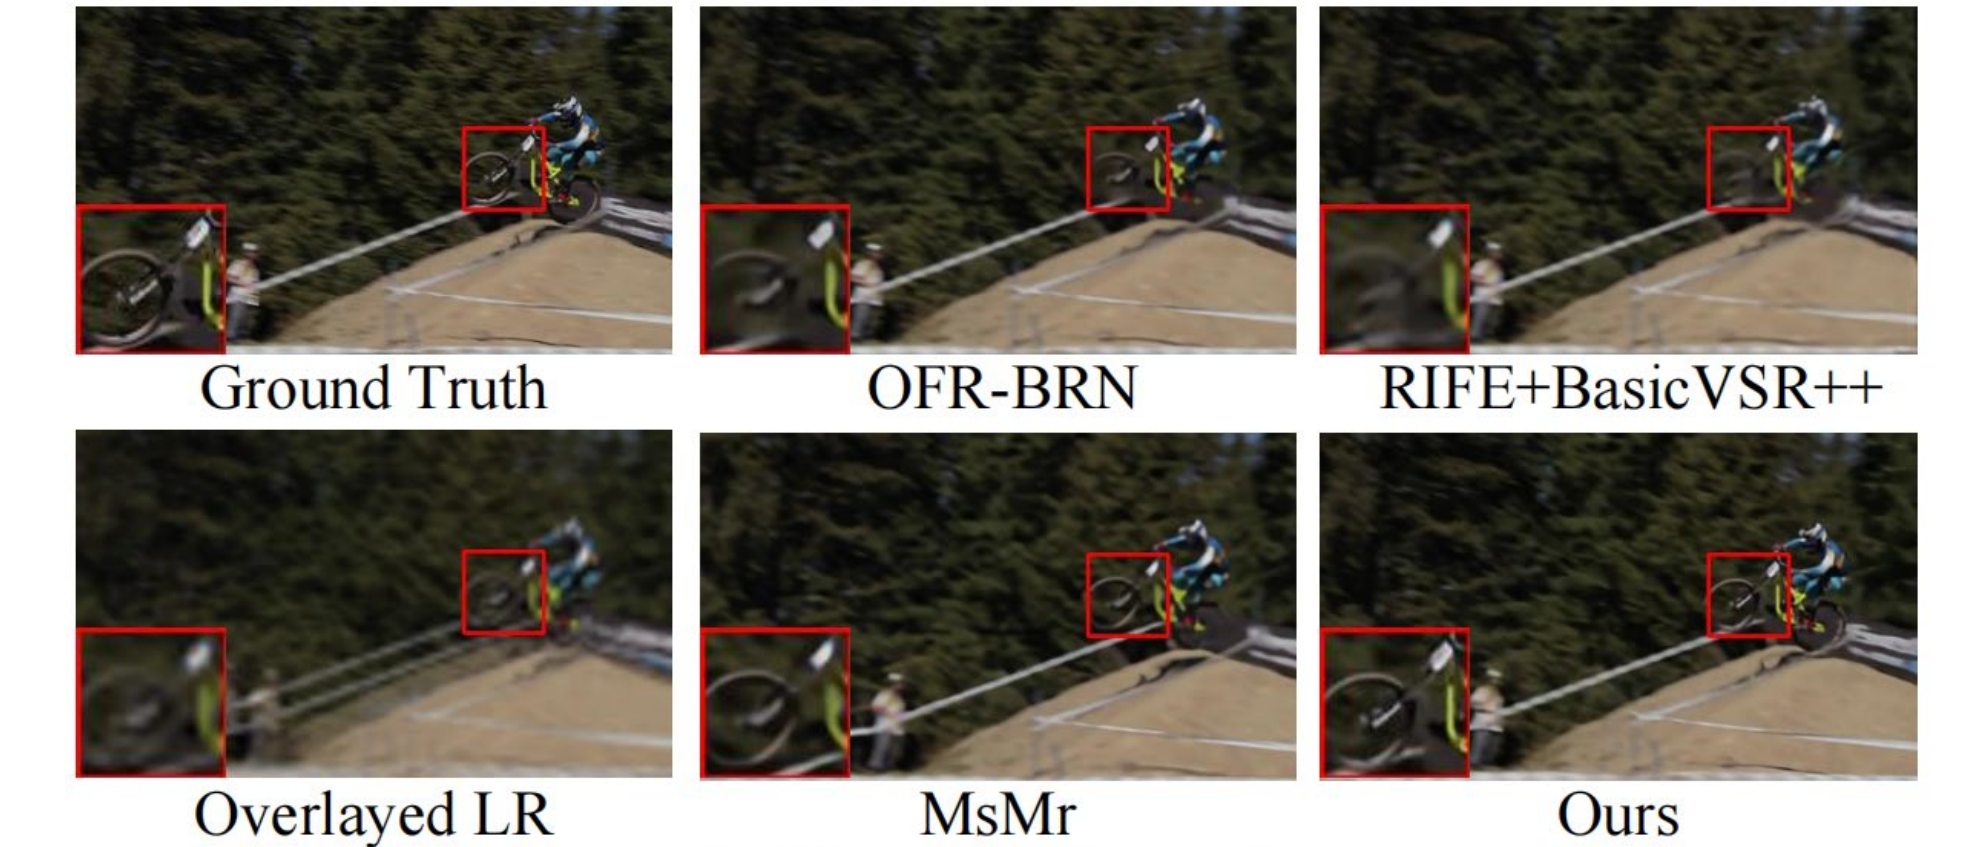 Ground Truth
OFR-BRN
RIFE+BasicVSR++
Overlayed LR
MsMr
Ours